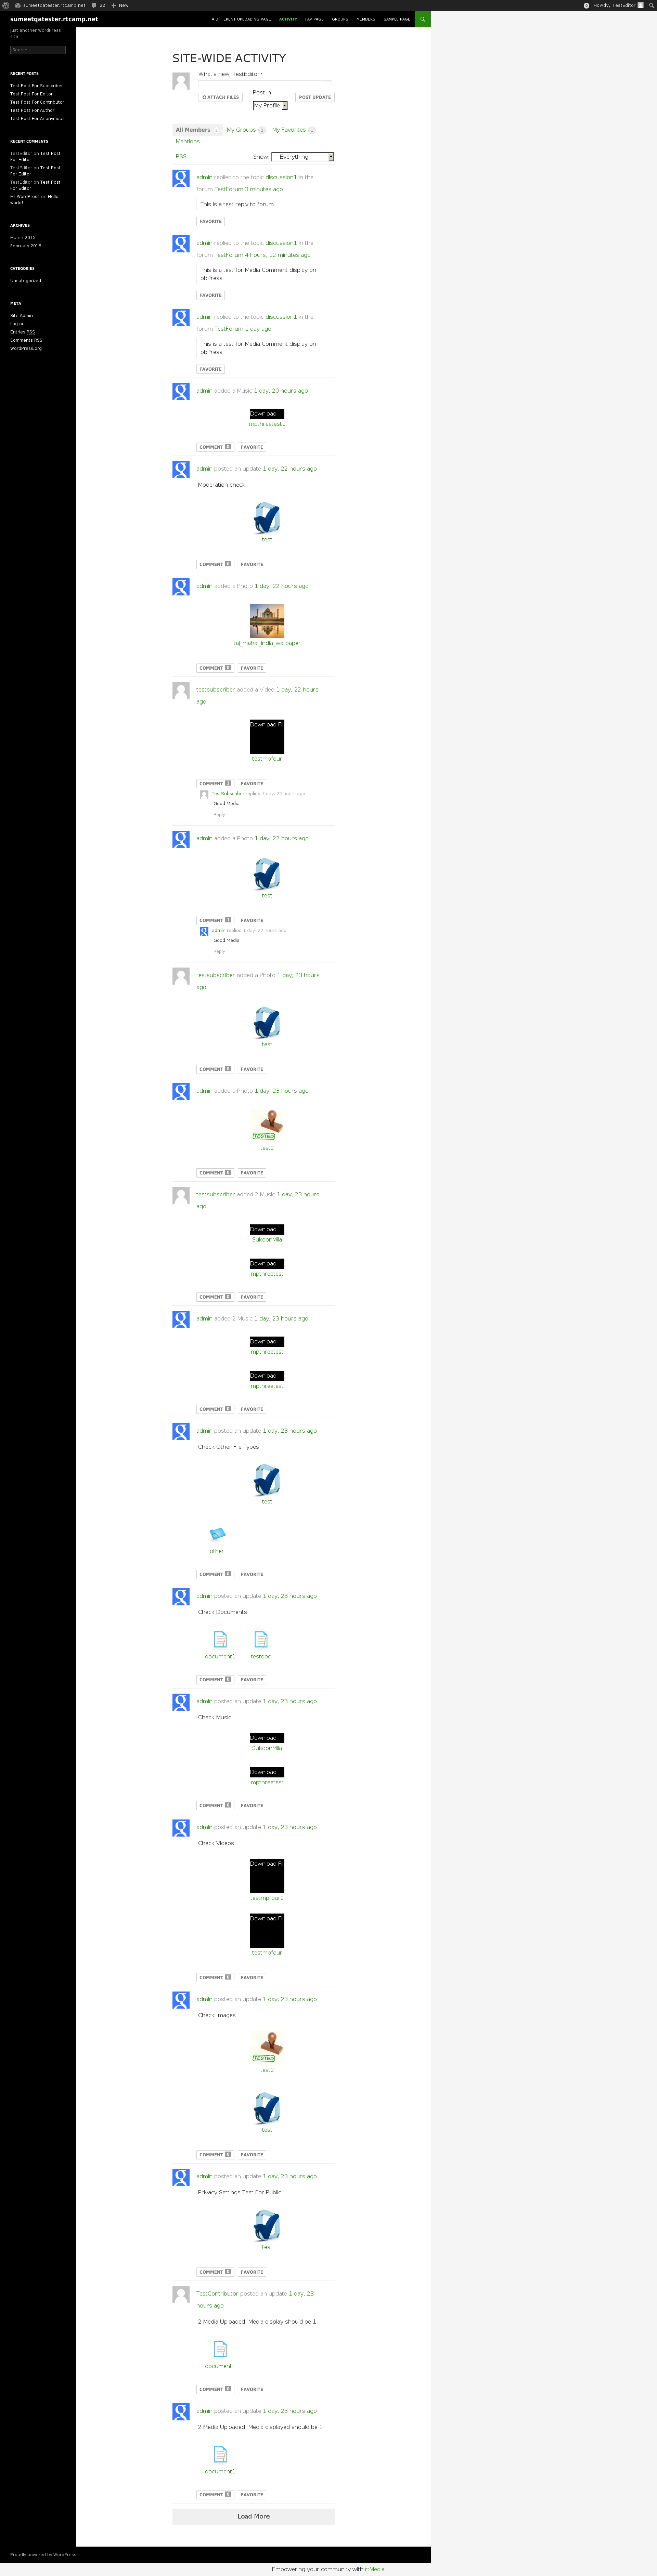 sumeetqatester.rtcamp.net 22 New Howdy, TestEditor
sumeetqatester.rtcamp.net
A DIFFERENT UPLOADING PAGE ACTIVITY FAV PAGE GROUPS MEMBERS SAMPLE PAGE
Just another WordPress
site
Search ...
RECENT POSTS
Test Post For Subscriber
Test Post For Editor
Test Post For Contributor
Test Post For Author
Test Post For Anonymous
RECENT COMMENTS
TestEditor on Test Post
For Editor
TestEditor on Test Post
For Editor
TestEditor on Test Post
For Editor
Mr WordPress on Hello
world!
ARCHIVES
March 2015
February 2015
CATEGORIES
Uncategorized
META
Site Admin
Log out
Entries RSS
Comments RSS
WordPress.org
SITE-WIDE ACTIVITY
What's new, TestEditor?
ATTACH FILES
Post in:
My Profile
POST UPDATE
All Members My Groups My Favorites
Mentions
RSS
Show: — Everything —
admin replied to the topic discussion1 in the
forum TestForum 3 minutes ago
This is a test reply to forum
FAVORITE
admin replied to the topic discussion1 in the
forum TestForum 4 hours, 12 minutes ago
This is a test for Media Comment display on
bbPress
FAVORITE
admin replied to the topic discussion1 in the
forum TestForum 1 day ago
This is a test for Media Comment display on
bbPress
FAVORITE
admin added a Music 1 day, 20 hours ago
Download
mpthreetest1
COMMENT 0 FAVORITE
admin posted an update 1 day, 22 hours ago
Moderation check
test
COMMENT 0 FAVORITE
admin added a Photo 1 day, 22 hours ago
taj_mahal_india_wallpaper
COMMENT 0 FAVORITE
testsubscriber added a Video 1 day, 22 hours
ago
Download Fil
testmpfour
COMMENT 1 FAVORITE
TestSubscriber replied 1 day, 22 hours ago
Good Media
Reply
admin added a Photo 1 day, 22 hours ago
test
COMMENT 1 FAVORITE
admin replied 1 day, 22 hours ago
Good Media
Reply
testsubscriber added a Photo 1 day, 23 hours
ago
test
COMMENT 0 FAVORITE
admin added a Photo 1 day, 23 hours ago
TESTED
test2
COMMENT 0 FAVORITE
testsubscriber added 2 Music 1 day, 23 hours
ago
Download
SukoonMila
Download
mpthreetest
COMMENT 0 FAVORITE
admin added 2 Music 1 day, 23 hours ago
Download
mpthreetest
Download
mpthreetest
COMMENT 0 FAVORITE
admin posted an update 1 day, 23 hours ago
Check Other File Types
test
other
COMMENT 0 FAVORITE
admin posted an update 1 day, 23 hours ago
Check Documents
document1 testdoc
COMMENT 0 FAVORITE
admin posted an update 1 day, 23 hours ago
Check Music
Download
SukoonMila
Download
mpthreetest
COMMENT 0 FAVORITE
admin posted an update 1 day, 23 hours ago
Check Videos
Download Fil
testmpfour2
Download Fil
testmpfour
COMMENT 0 FAVORITE
admin posted an update 1 day, 23 hours ago
Check Images
TESTED
test2
test
COMMENT 0 FAVORITE
admin posted an update 1 day, 23 hours ago
Privacy Settings Test For Public
test
COMMENT 0 FAVORITE
TestContributor posted an update 1 day, 23
hours ago
2 Media Uploaded. Media display should be 1
document1
COMMENT 0 FAVORITE
admin posted an update 1 day, 23 hours ago
2 Media Uploaded. Media displayed should be 1
document1
COMMENT 0 FAVORITE
Load More
Proudly powered by WordPress
Empowering your community with rtMedia